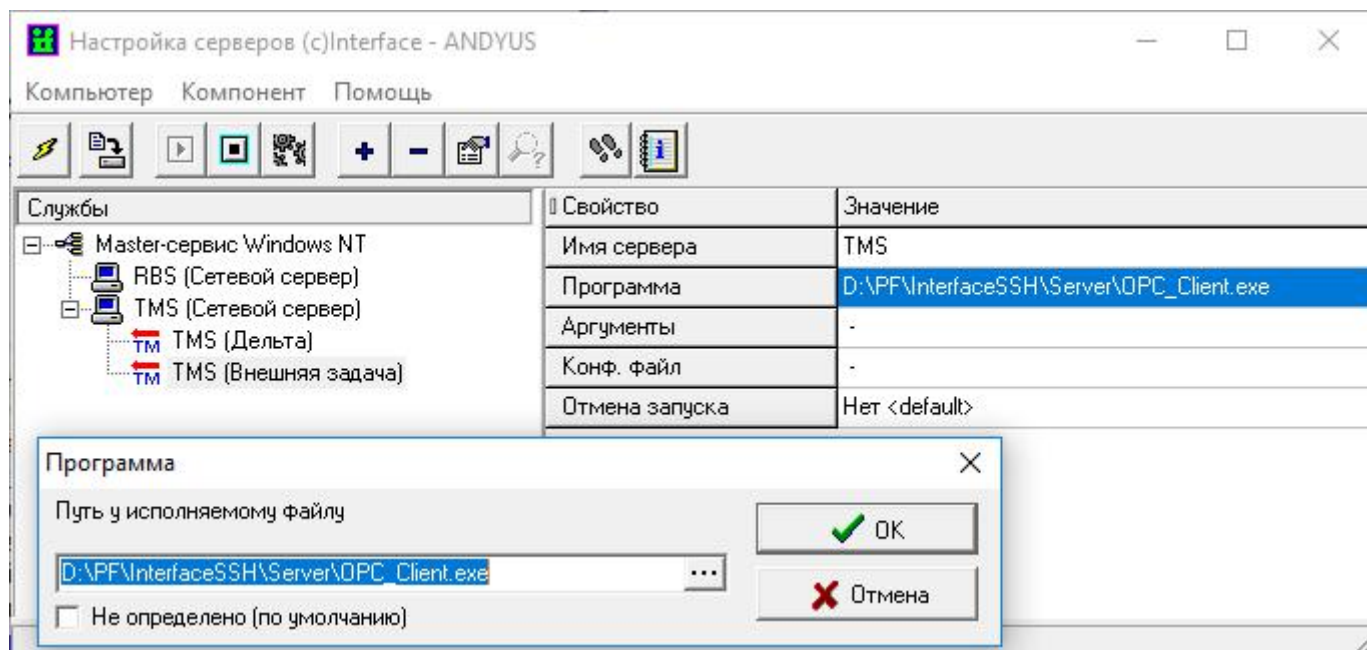 Настройка серверов (c)Interface - ANDYUS
Компьютер Компонент Помощь
Службы
Свойство Значение
Master-сервис Windows NT
RBS (Сетевой сервер)
TMS (Сетевой сервер)
TM TMS (Дельта)
TM TMS (Внешняя задача)
Имя сервера TMS
Программа D:\PF\InterfaceSSH\Server\OPC_Client.exe
Аргументы -
Конф. файл -
Отмена запуска Нет <default>
Программа
Путь у исполняемому файлу
D:\PF\InterfaceSSH\Server\OPC_Client.exe ...
Не определено (по умолчанию)
OK
Отмена